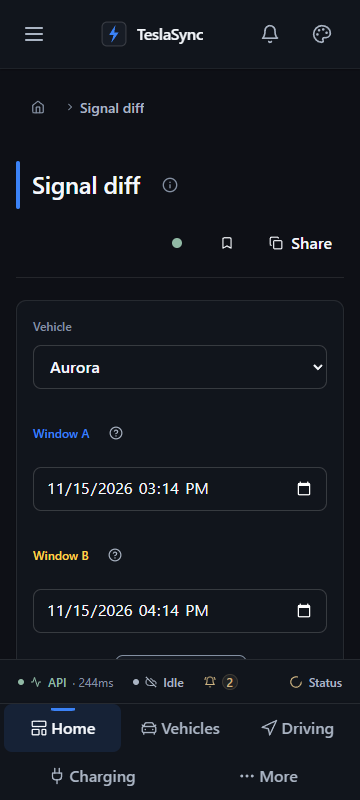 TeslaSync
Signal diff
Signal diff
Share
Vehicle
Aurora
Window A
11/15/2026 03:14 PM
Window B
11/15/2026 04:14 PM
API · 244ms Idle 2 Status
Home Vehicles Driving
Charging More